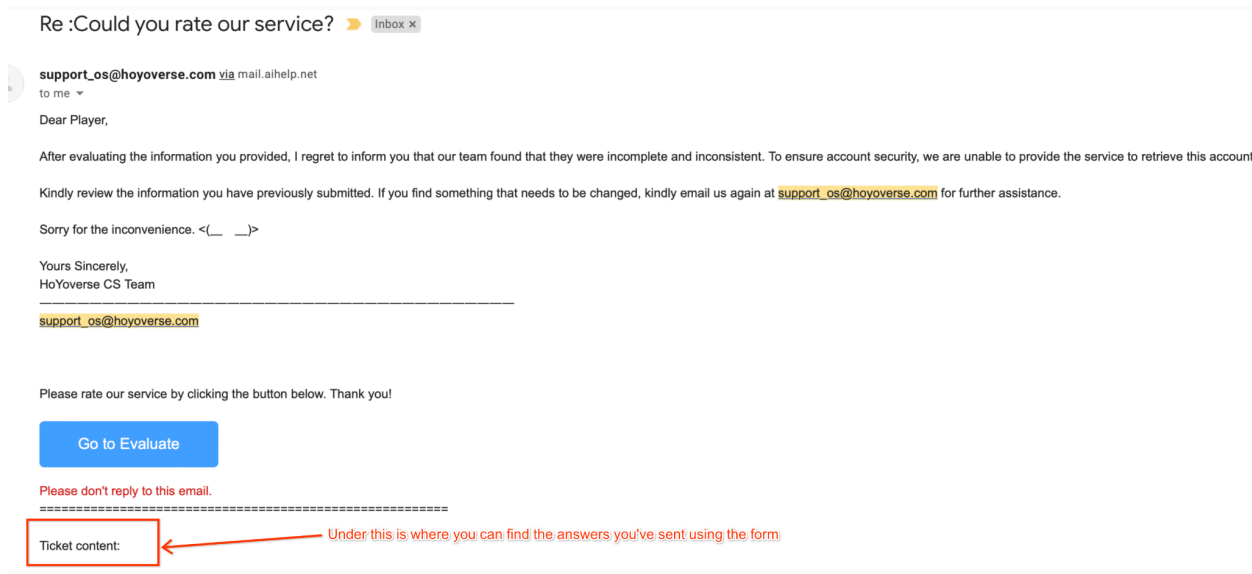 Re :Could you rate our service? Inbox ×
support_os@hoyoverse.com via mail.aihelp.net
to me
Dear Player,
After evaluating the information you provided, I regret to inform you that our team found that they were incomplete and inconsistent. To ensure account security, we are unable to provide the service to retrieve this account
Kindly review the information you have previously submitted. If you find something that needs to be changed, kindly email us again at support_os@hoyoverse.com for further assistance.
Sorry for the inconvenience. <(__ __)>
Yours Sincerely,
HoYoverse CS Team
————————————————————————————————————————
support_os@hoyoverse.com
Please rate our service by clicking the button below. Thank you!
Go to Evaluate
Please don't reply to this email.
========================================================
Ticket content:
Under this is where you can find the answers you've sent using the form